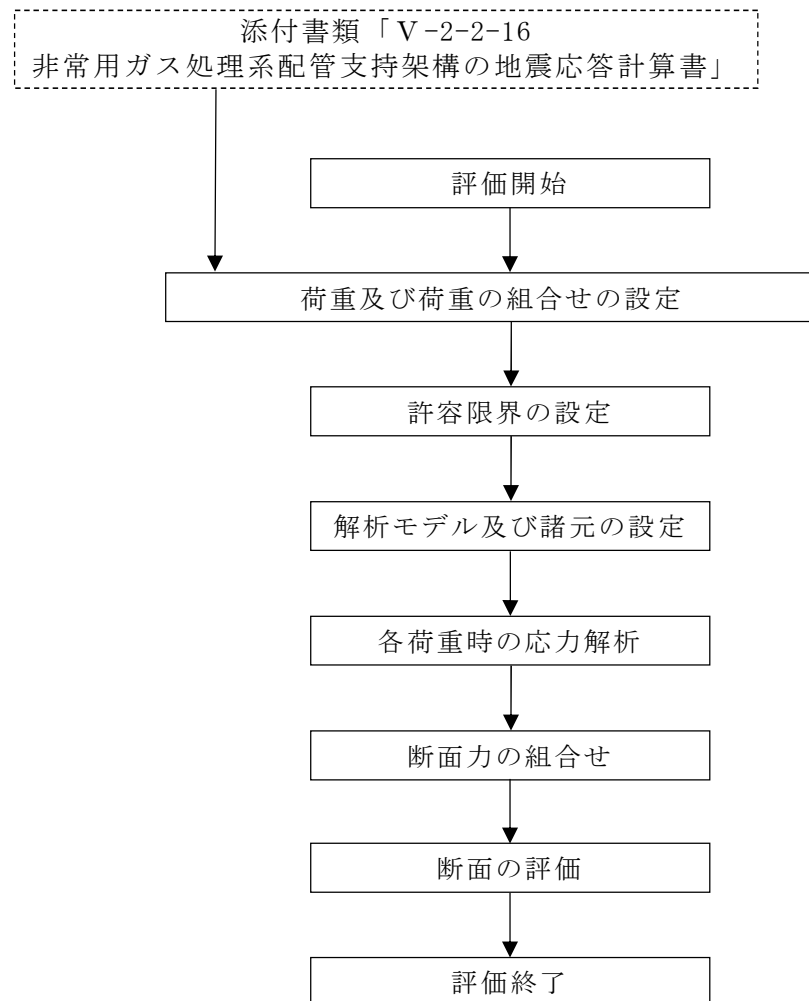 添付書類「Ⅴ-2-2-16
非常用ガス処理系配管支持架構の地震応答計算書」
評価開始
荷重及び荷重の組合せの設定
許容限界の設定
解析モデル及び諸元の設定
各荷重時の応力解析
断面力の組合せ
断面の評価
評価終了